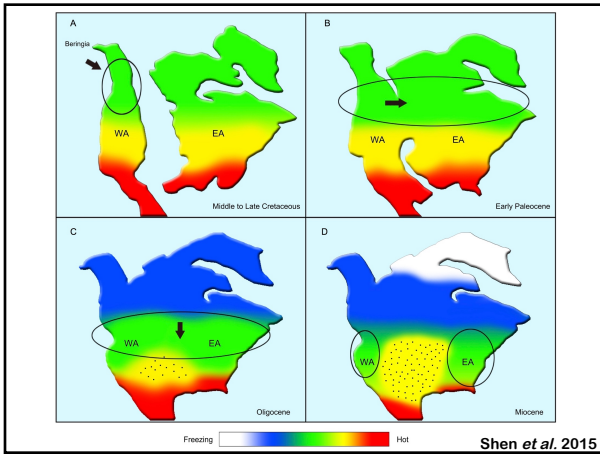 A
Beringia
WA
EA
Middle to Late Cretaceous
B
WA
EA
Early Paleocene
C
WA
EA
Oligocene
D
WA
EA
Miocene
Freezing
Hot
Shen et al. 2015